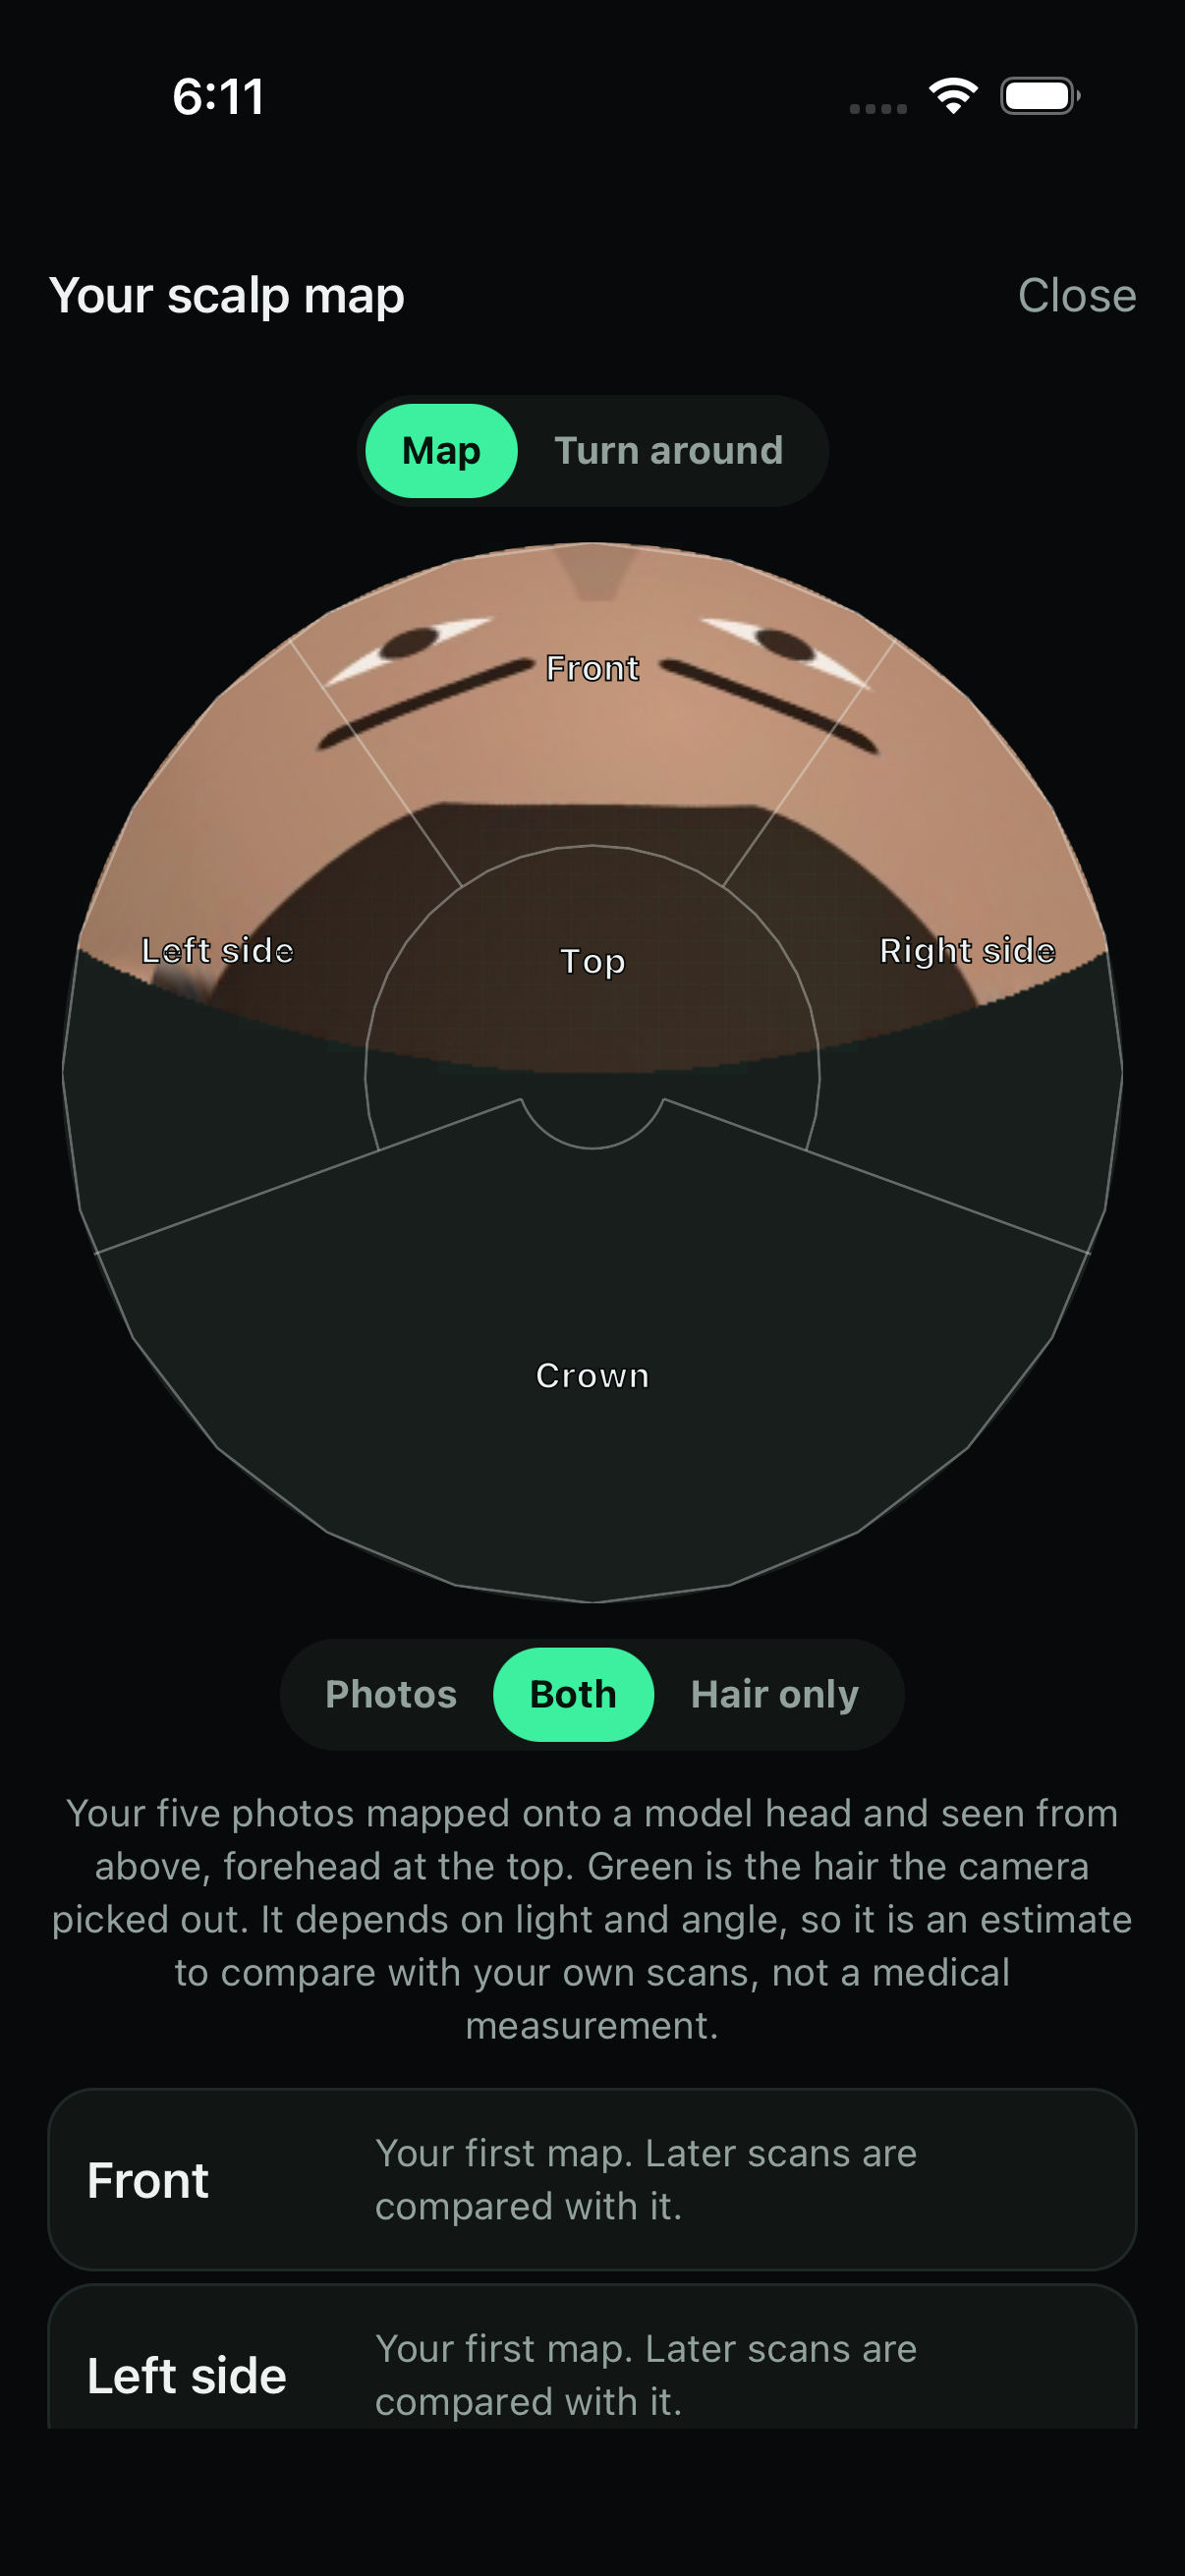 6:11
Your scalp map
Close
Map
Turn around
Front
Left side
Top
Right side
Crown
Photos
Both
Hair only
Your five photos mapped onto a model head and seen from
above, forehead at the top. Green is the hair the camera
picked out. It depends on light and angle, so it is an estimate
to compare with your own scans, not a medical
measurement.
Front
Your first map. Later scans are
compared with it.
Left side
Your first map. Later scans are
compared with it.